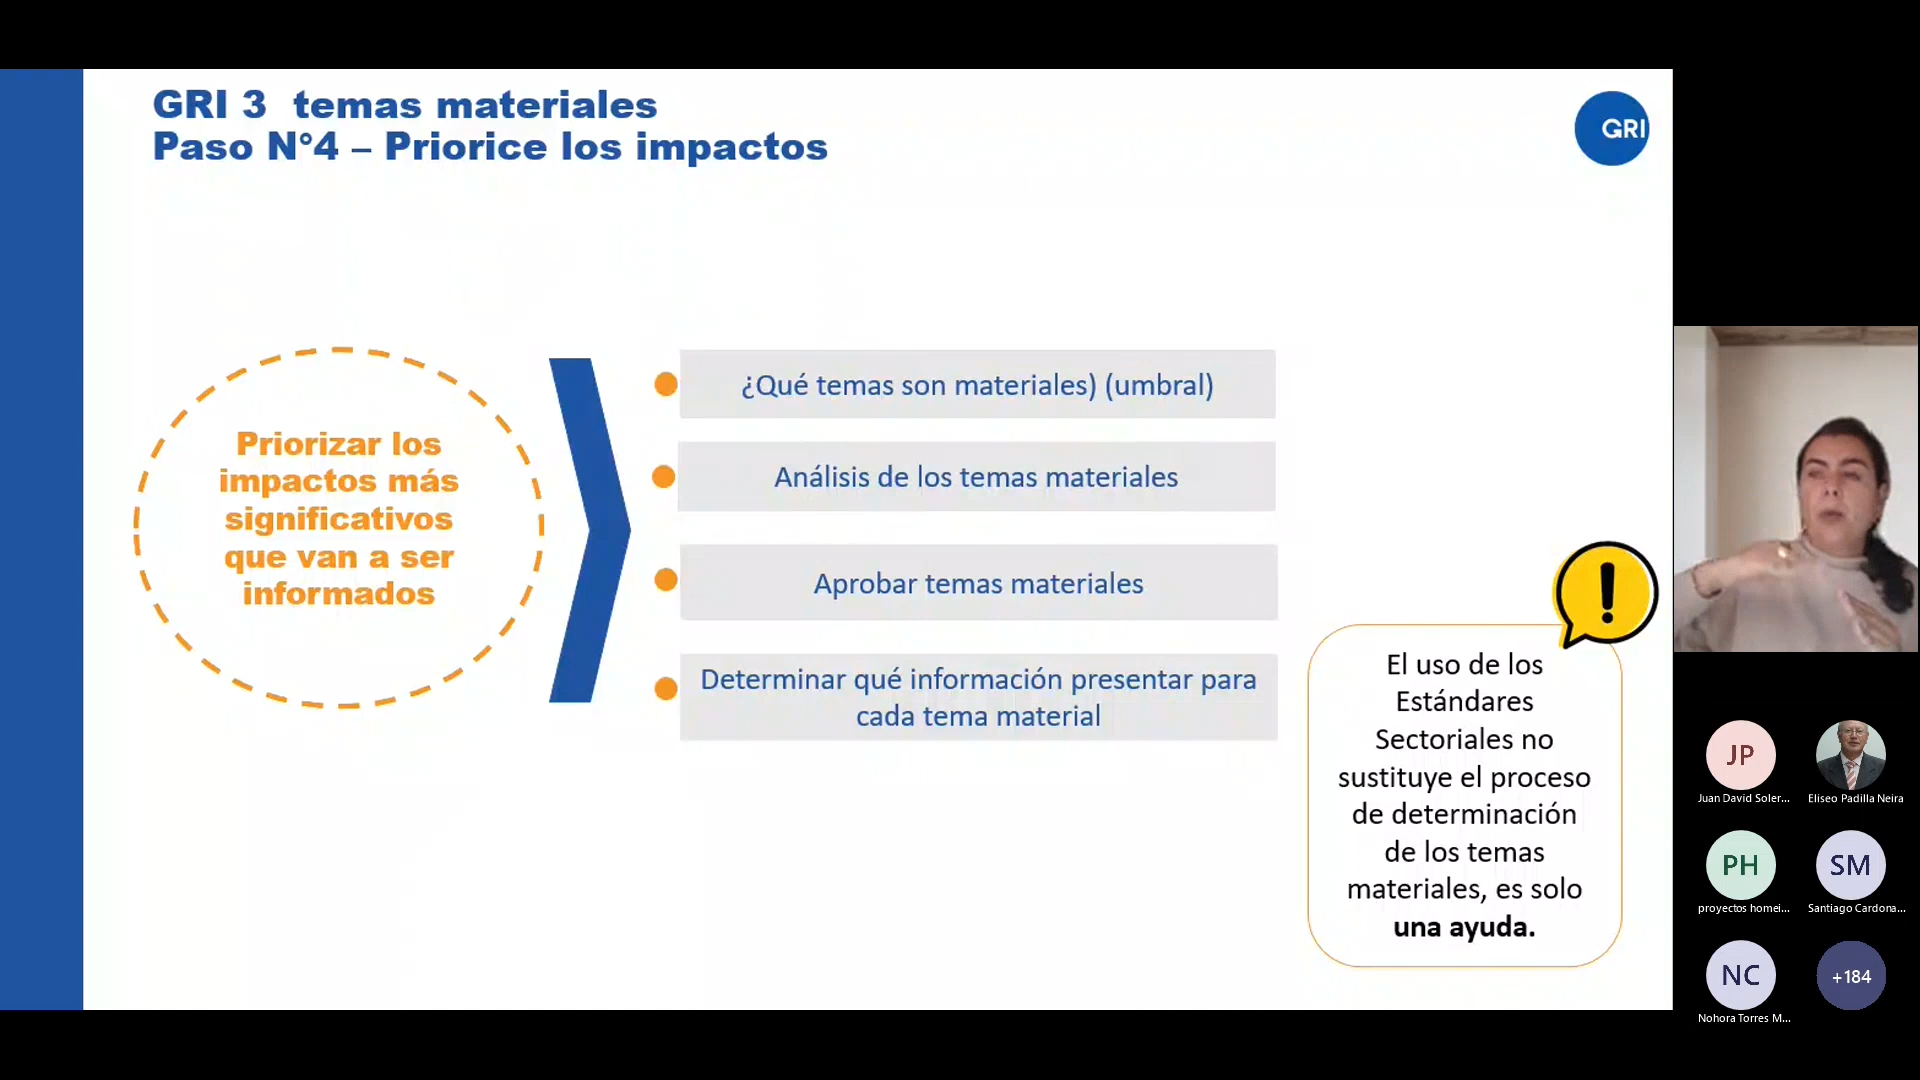 GRI 3 temas materiales
Paso N°4 – Priorice los impactos
GRI
Priorizar los
impactos más
significativos
que van a ser
informados
¿Qué temas son materiales) (umbral)
Análisis de los temas materiales
Aprobar temas materiales
Determinar qué información presentar para
cada tema material
!
El uso de los
Estándares
Sectoriales no
sustituye el proceso
de determinación
de los temas
materiales, es solo
una ayuda.
JP
Juan David Soler...
Eliseo Padilla Neira
PH
proyectos homei...
SM
Santiago Cardona...
NC
Nohora Torres M...
+184